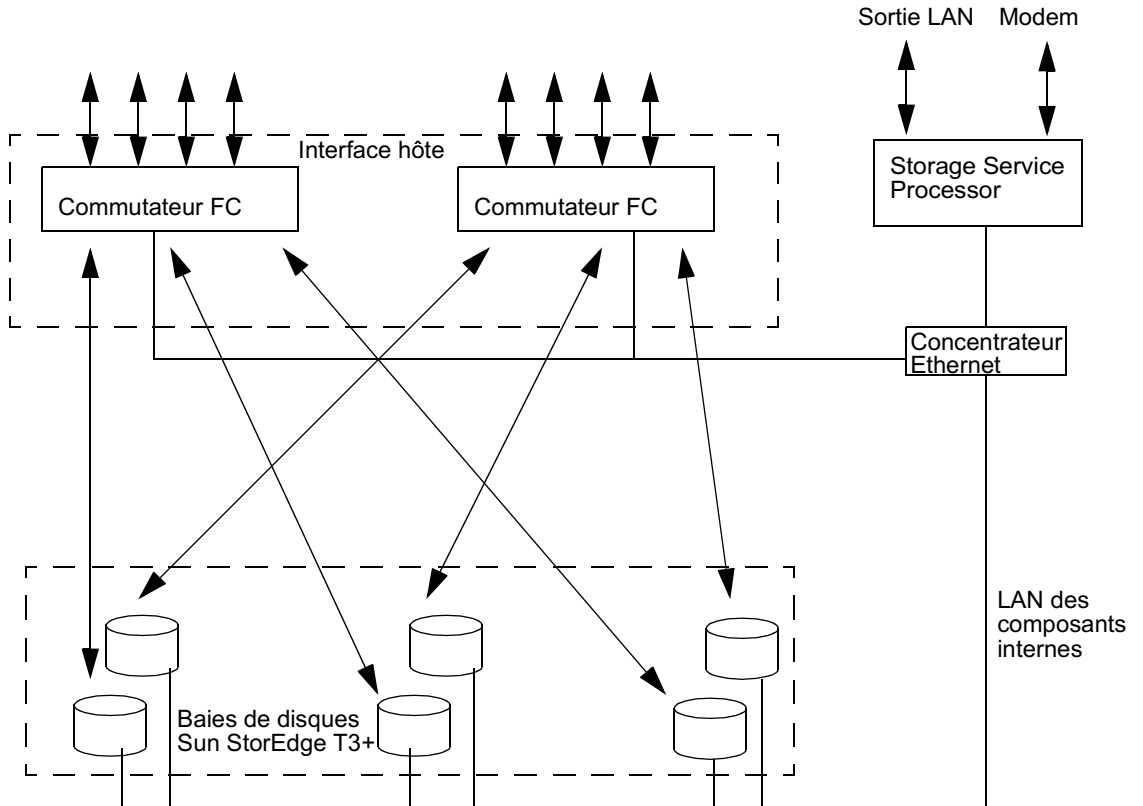 Sortie LAN
Modem
Interface hôte
Commutateur FC
Commutateur FC
Storage Service
Processor
Concentrateur
Ethernet
LAN des
composants
internes
Baies de disques
Sun StorEdge T3+